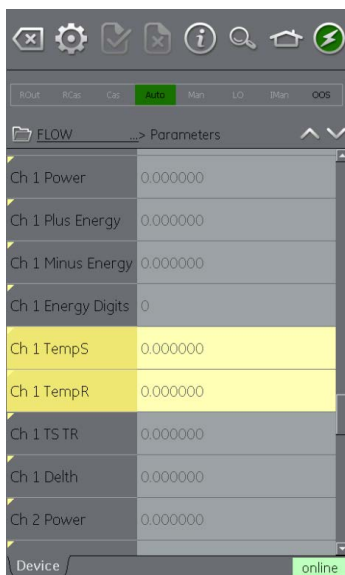 ROut RCas Cas Auto Man LO IMan OOS
FLOW ...> Parameters
Ch 1 Power 0.000000
Ch 1 Plus Energy 0.000000
Ch 1 Minus Energy 0.000000
Ch 1 Energy Digits 0
Ch 1 TempS 0.000000
Ch 1 TempR 0.000000
Ch 1 TS TR 0.000000
Ch 1 Delth 0.000000
Ch 2 Power 0.000000
Device online